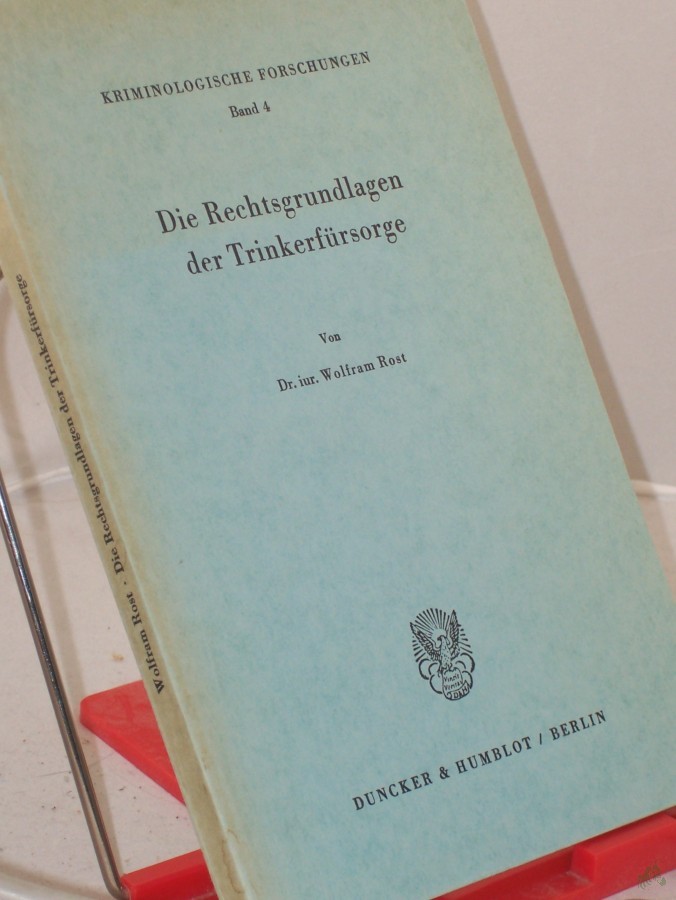 KRIMINOLOGISCHE FORSCHUNGEN
Band 4
Die Rechtsgrundlagen
der Trinkerfürsorge
Von
Dr. iur. Wolfram Rost
DUNCKER & HUMBLOT / BERLIN
Wolfram Rost · Die Rechtsgrundlagen der Trinkerfürsorge